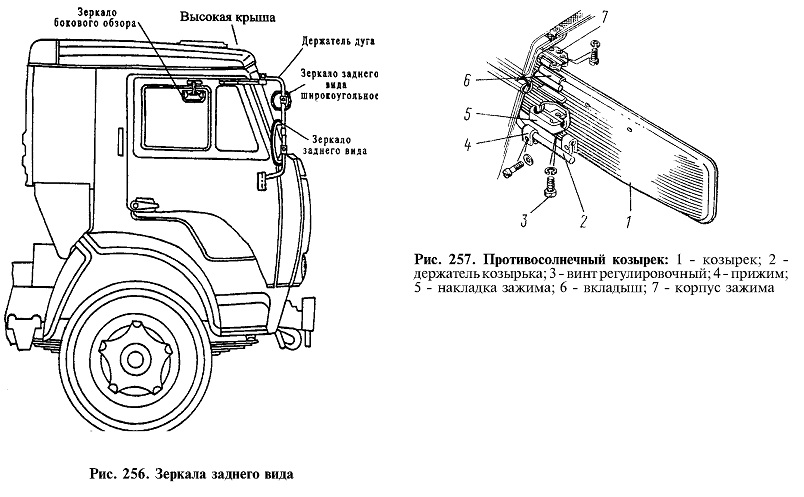 Зеркало
бокового обзора
Высокая крыша
Держатель дуга
Зеркало заднего
вида
широкоугольное
Зеркало
заднего вида
Рис. 256. Зеркала заднего вида
7
6
5
4
3
2
1
Рис. 257. Противосолнечный козырек: 1 - козырек; 2 -
держатель козырька; 3 - винт регулировочный; 4 - прижим;
5 - накладка зажима; 6 - вкладыш; 7 - корпус зажима